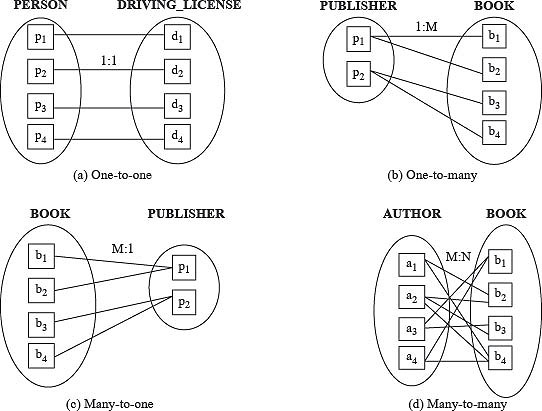 PERSON DRIVING_LICENSE
p1 d1
1:1
p2 d2
p3 d3
p4 d4
(a) One-to-one
PUBLISHER BOOK
1:M
p1 b1
p2 b2
b3
b4
(b) One-to-many
BOOK PUBLISHER
M:1
b1 p1
b2 p2
b3
b4
(c) Many-to-one
AUTHOR BOOK
M:N
a1 b1
a2 b2
a3 b3
a4 b4
(d) Many-to-many